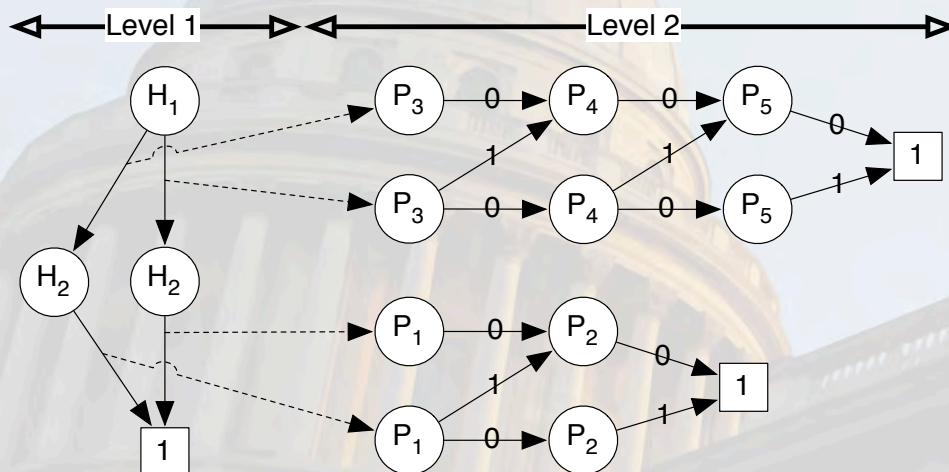 Level 1 Level 2
H₁ P₃ 0 P₄ 0 P₅ 0
1 1 1
P₃ 0 P₄ 0 P₅ 1
H₂ H₂
P₁ 0 P₂ 0
1 1
P₁ 0 P₂ 1
1